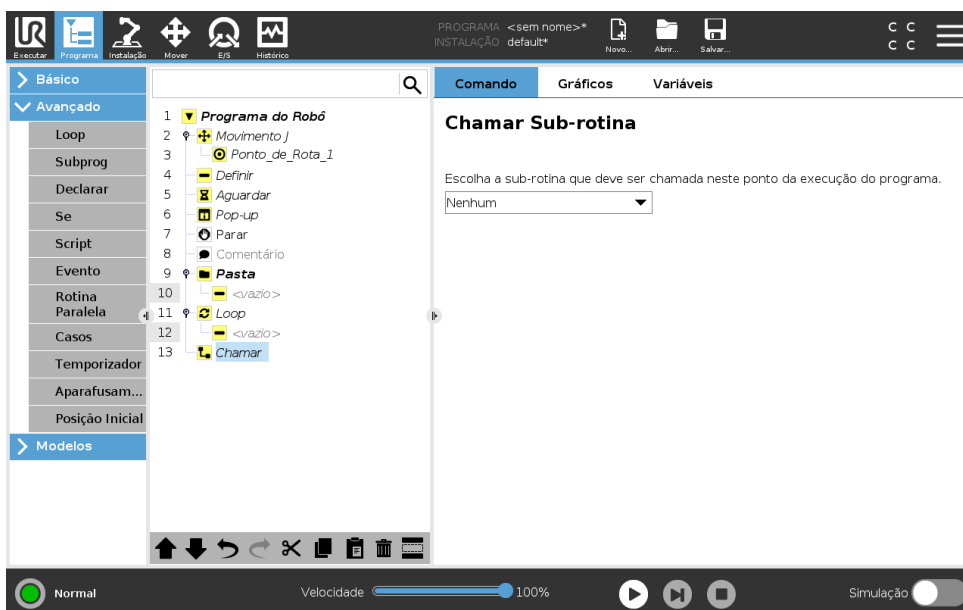 UR
Executar
Programa
Instalação
Mover
E/S
Histórico
PROGRAMA <sem nome>*
INSTALAÇÃO default*
Novo...
Abrir...
Salvar...
C C
C C
Básico
Avançado
Loop
Subprog
Declarar
Se
Script
Evento
Rotina
Paralela
Casos
Temporizador
Aparafusam...
Posição Inicial
Modelos
1 Programa do Robô
2 Movimento J
3 Ponto_de_Rota_1
4 Definir
5 Aguardar
6 Pop-up
7 Parar
8 Comentário
9 Pasta
10 <vazio>
11 Loop
12 <vazio>
13 Chamar
Comando Gráficos Variáveis
Chamar Sub-rotina
Escolha a sub-rotina que deve ser chamada neste ponto da execução do programa.
Nenhum
Normal
Velocidade 100%
Simulação